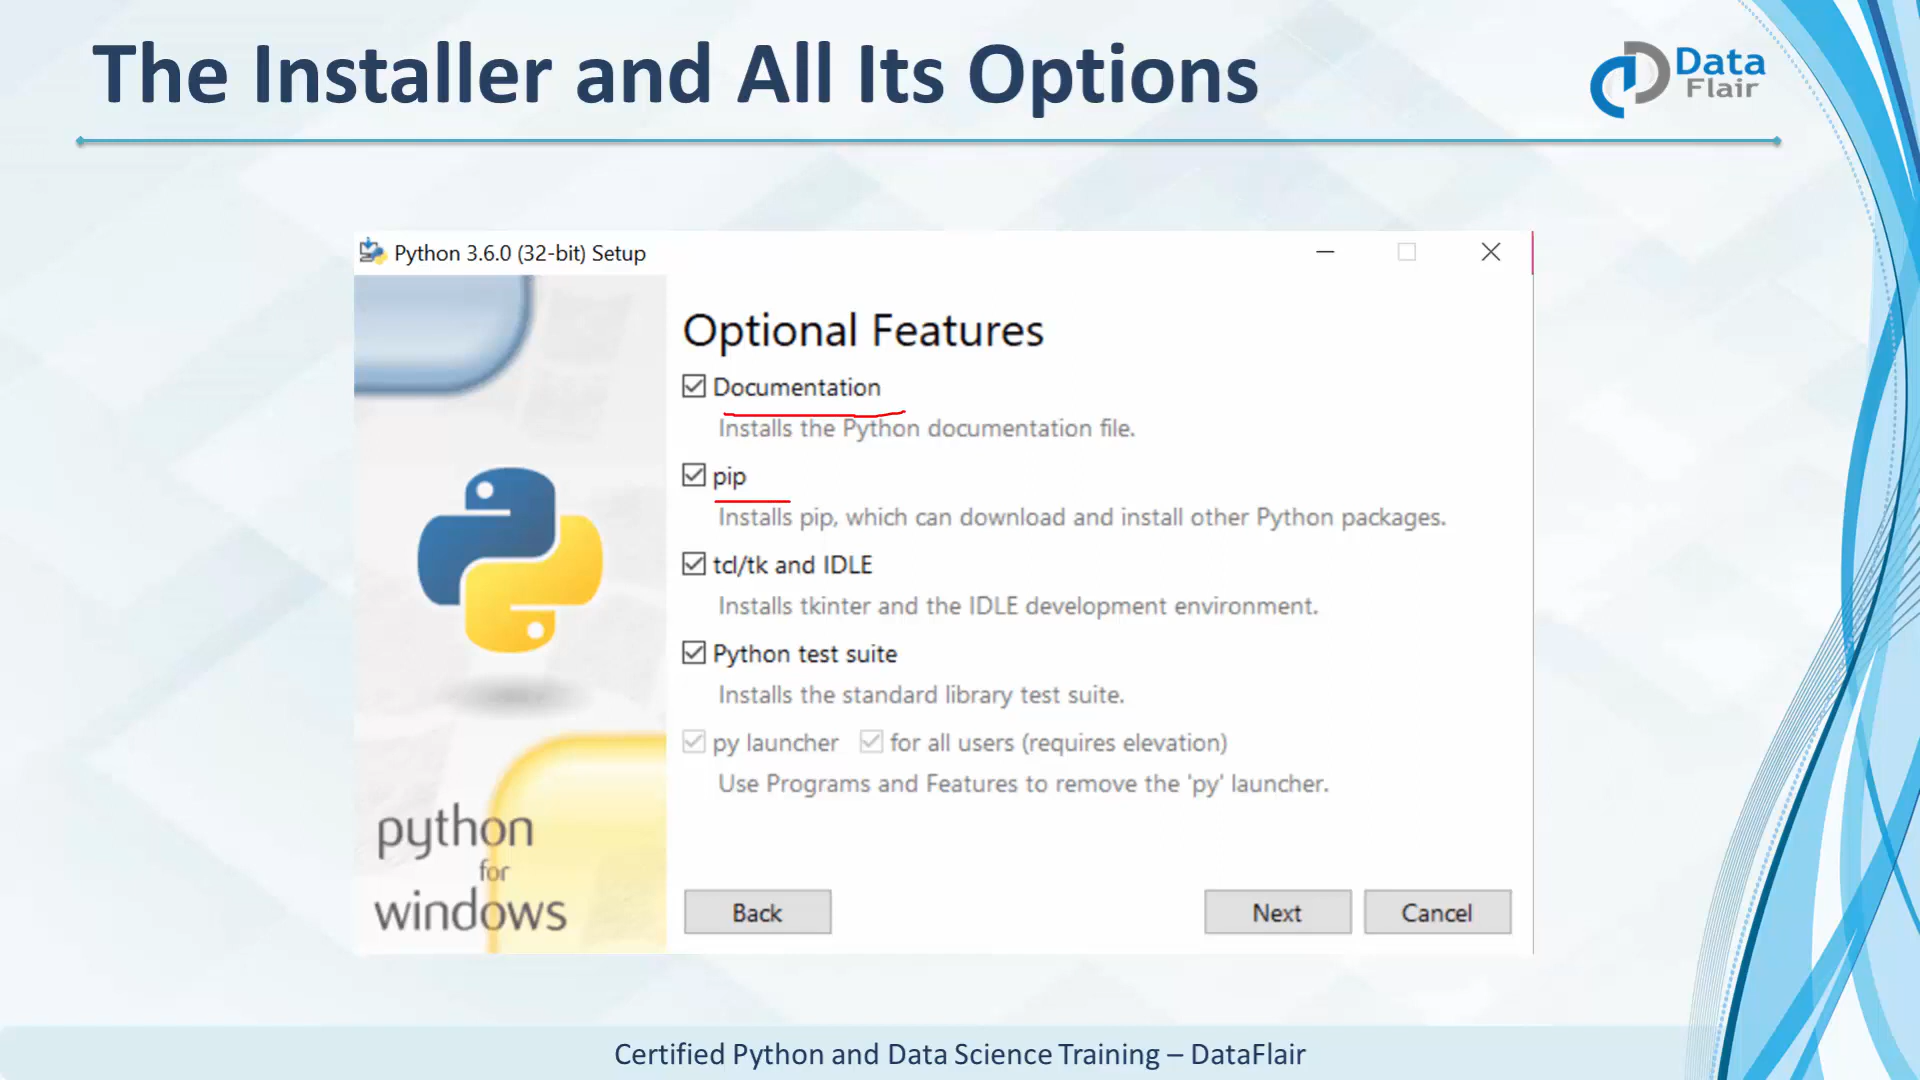 The Installer and All Its Options
Data
Flair
Python 3.6.0 (32-bit) Setup
Optional Features
Documentation
Installs the Python documentation file.
pip
Installs pip, which can download and install other Python packages.
tcl/tk and IDLE
Installs tkinter and the IDLE development environment.
Python test suite
Installs the standard library test suite.
py launcher for all users (requires elevation)
Use Programs and Features to remove the 'py' launcher.
python
for
windows
Back Next Cancel
Certified Python and Data Science Training – DataFlair